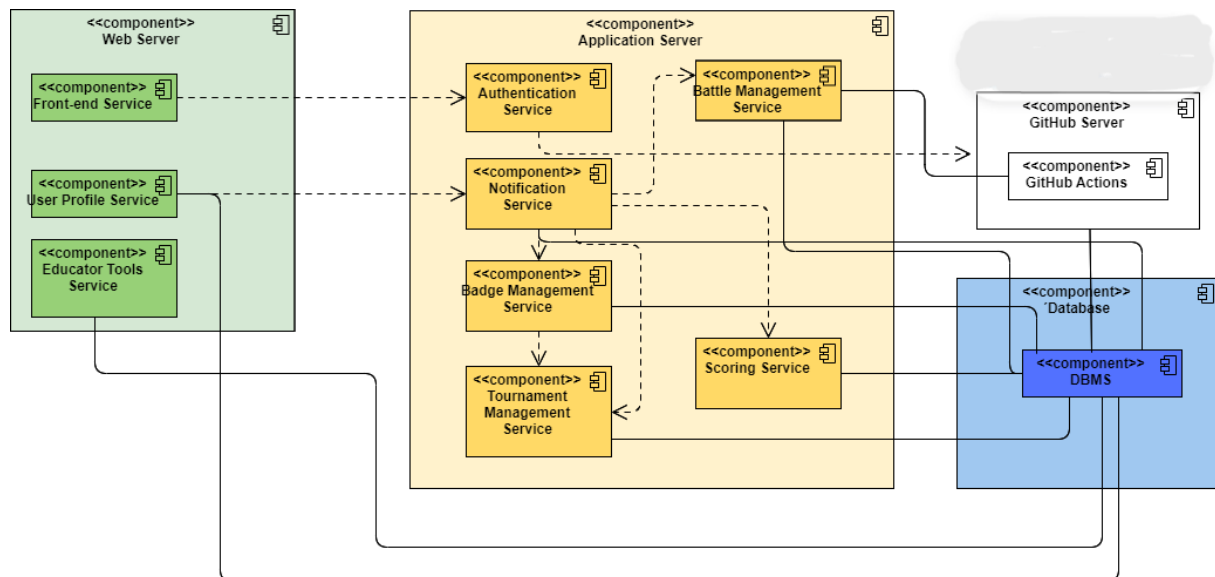 <<component>>
Web Server
<<component>>
Front-end Service
<<component>>
User Profile Service
<<component>>
Educator Tools
Service
<<component>>
Application Server
<<component>>
Authentication
Service
<<component>>
Battle Management
Service
<<component>>
Notification
Service
<<component>>
Badge Management
Service
<<component>>
Tournament
Management
Service
<<component>>
Scoring Service
<<component>>
GitHub Server
<<component>>
GitHub Actions
<<component>>
´Database
<<component>>
DBMS